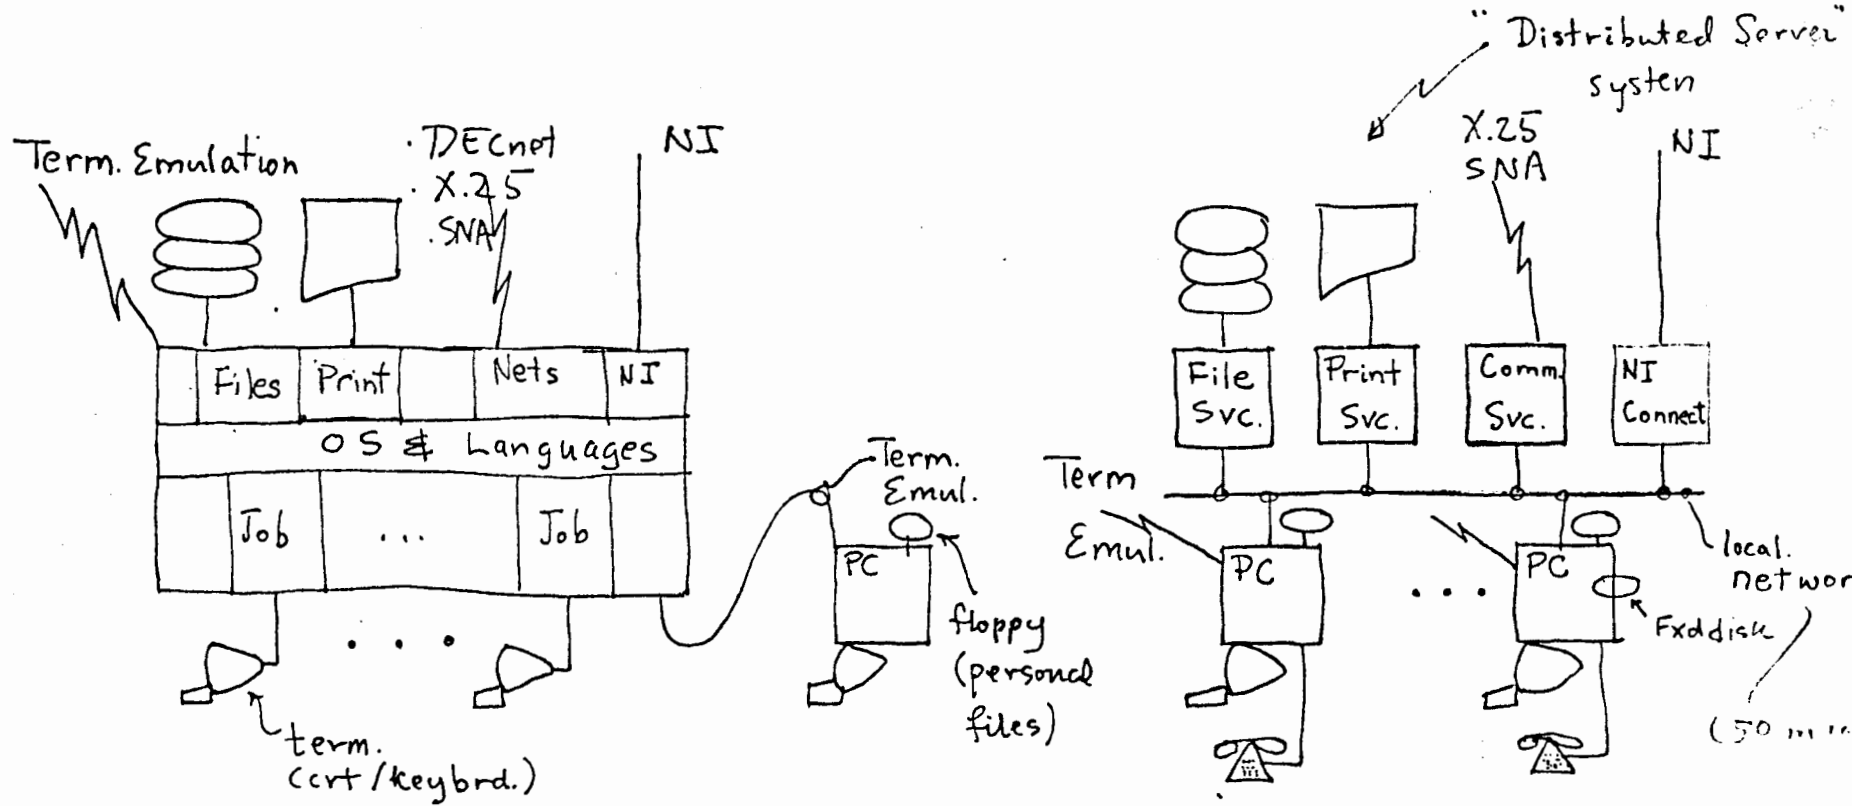 " Distributed Server"
systen
Term. Emulation
· DECnet
· X.25
· SNA
NI
X.25
SNA
NI
Files
Print
Nets
NI
OS & Languages
Job
...
Job
Term.
Emul.
PC
floppy
(personal
files)
term.
(crt/keybrd.)
File
Svc.
Print
Svc.
Comm.
Svc.
NI
Connect
Term
Emul.
PC
...
PC
local.
networ
Fxd disk
(50